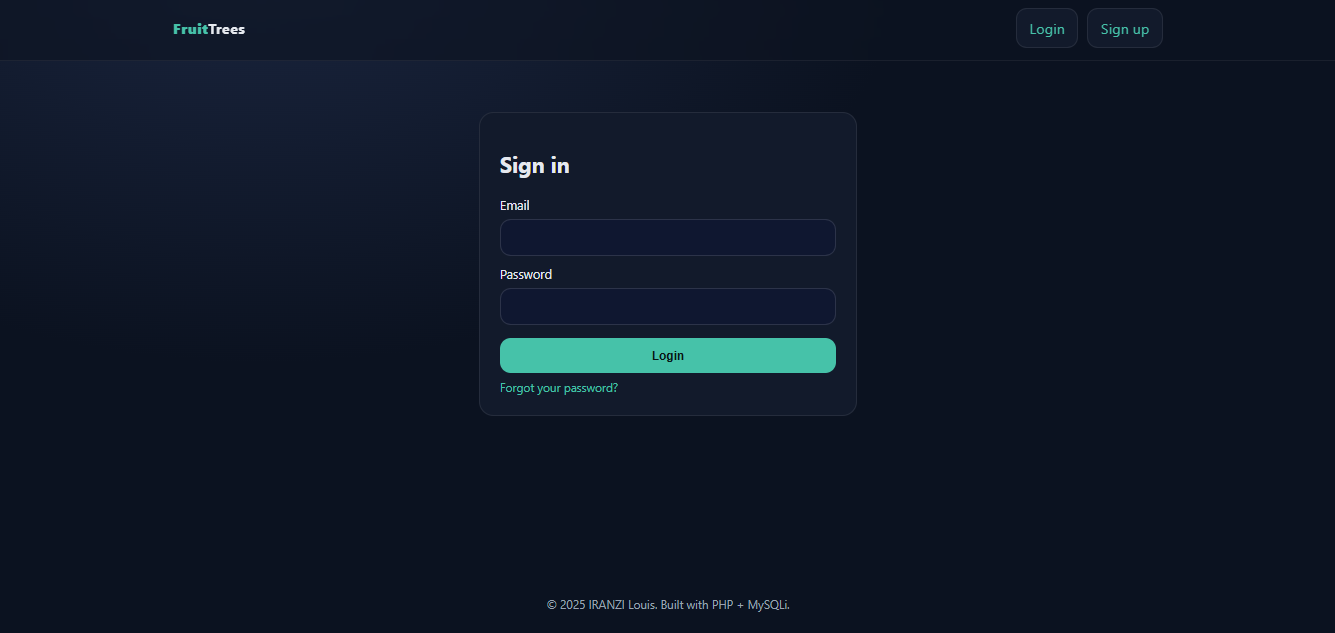 FruitTrees
Login
Sign up
Sign in
Email
Password
Login
Forgot your password?
© 2025 IRANZI Louis. Built with PHP + MySQLi.